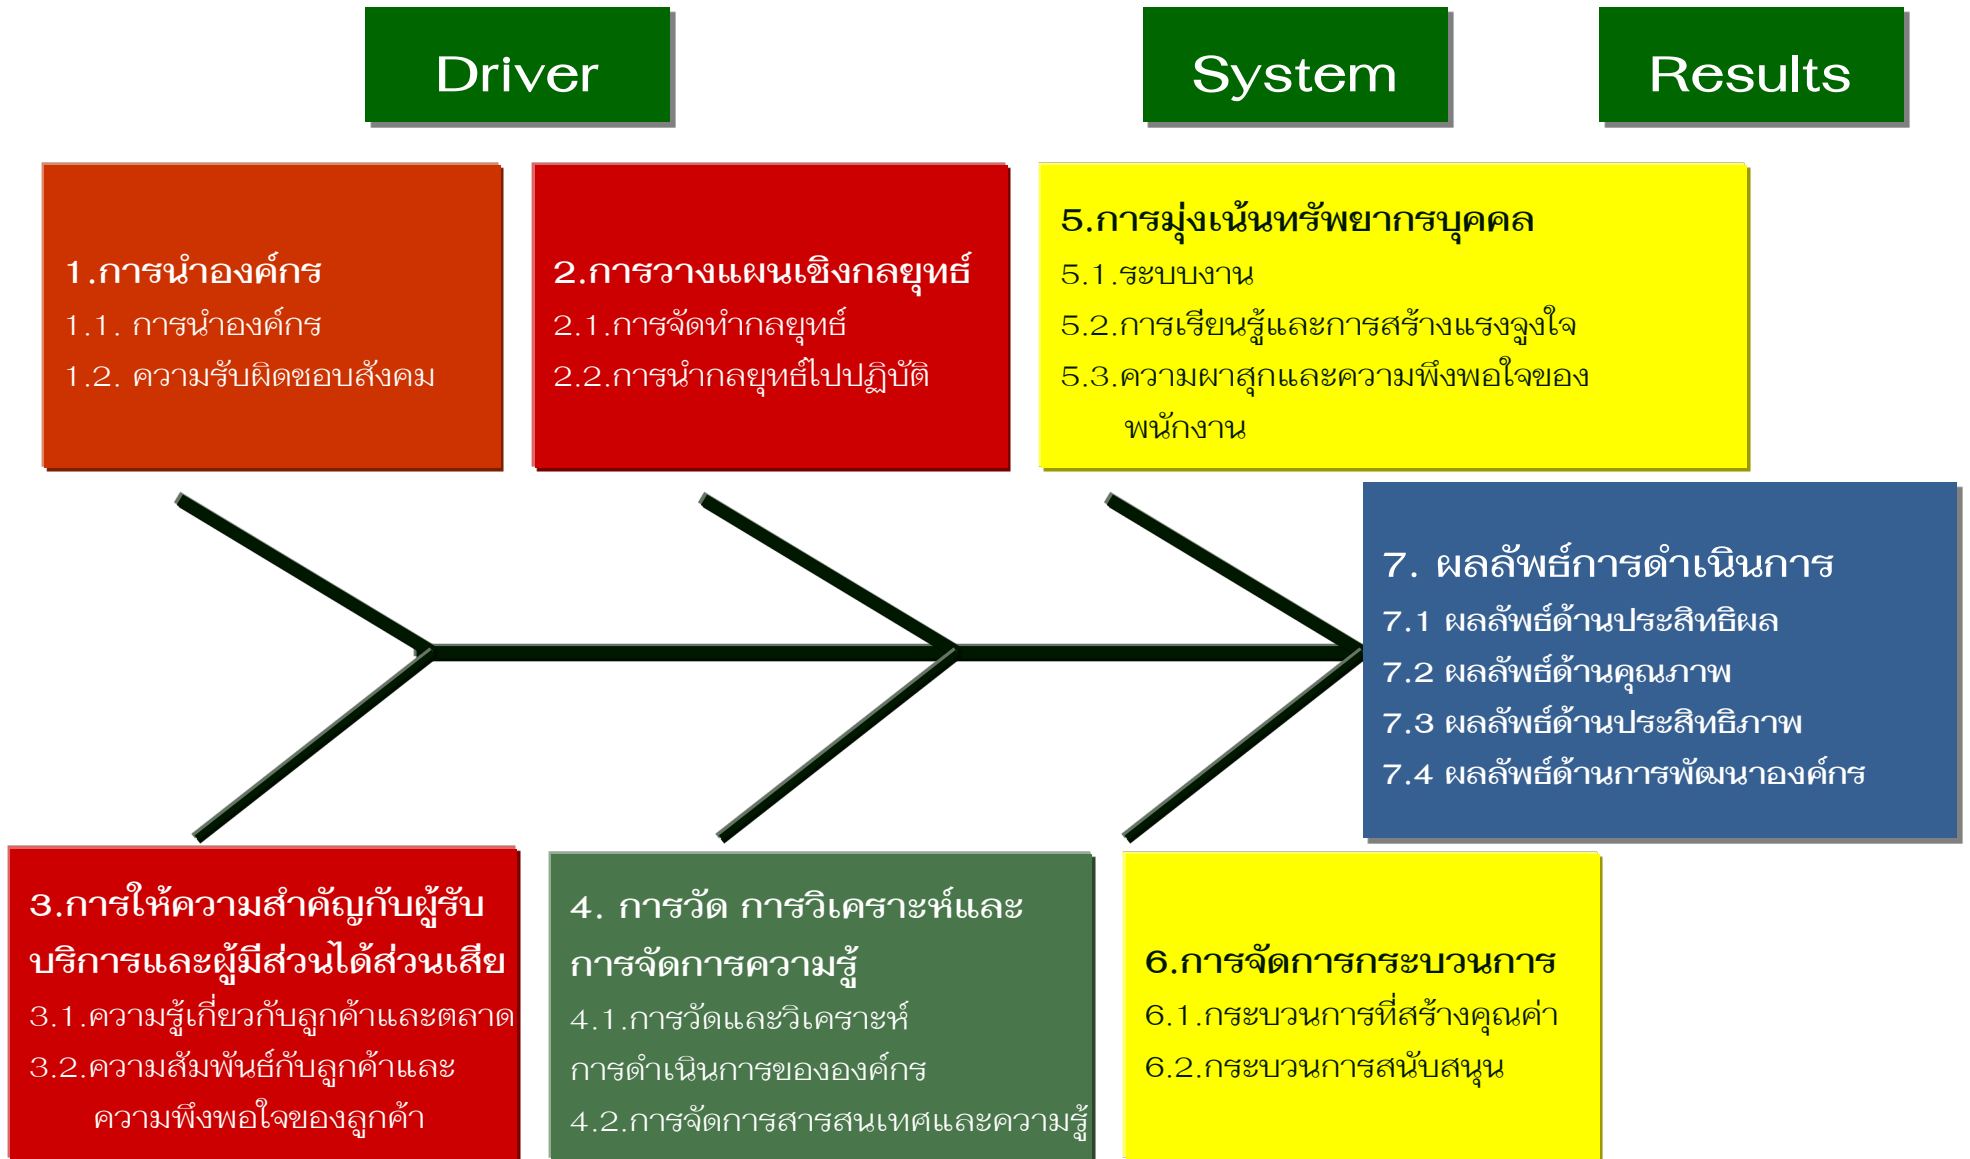 Driver
System
Results
1.การนำองค์กร
1.1. การนำองค์กร
1.2. ความรับผิดชอบสังคม
2.การวางแผนเชิงกลยุทธ์
2.1.การจัดทำกลยุทธ์
2.2.การนำกลยุทธ์ไปปฏิบัติ
5.การมุ่งเน้นทรัพยากรบุคคล
5.1.ระบบงาน
5.2.การเรียนรู้และการสร้างแรงจูงใจ
5.3.ความผาสุกและความพึงพอใจของ
พนักงาน
7. ผลลัพธ์การดำเนินการ
7.1 ผลลัพธ์ด้านประสิทธิผล
7.2 ผลลัพธ์ด้านคุณภาพ
7.3 ผลลัพธ์ด้านประสิทธิภาพ
7.4 ผลลัพธ์ด้านการพัฒนาองค์กร
3.การให้ความสำคัญกับผู้รับ
บริการและผู้มีส่วนได้ส่วนเสีย
3.1.ความรู้เกี่ยวกับลูกค้าและตลาด
3.2.ความสัมพันธ์กับลูกค้าและ
ความพึงพอใจของลูกค้า
4. การวัด การวิเคราะห์และ
การจัดการความรู้
4.1.การวัดและวิเคราะห์
การดำเนินการขององค์กร
4.2.การจัดการสารสนเทศและความรู้
6.การจัดการกระบวนการ
6.1.กระบวนการที่สร้างคุณค่า
6.2.กระบวนการสนับสนุน